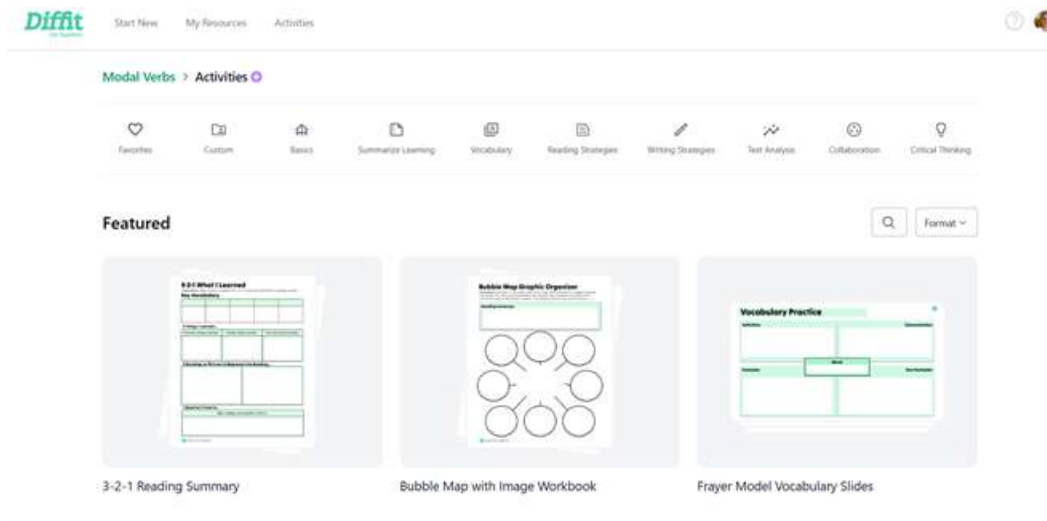 Diffit
Start New My Resources Activities
Modal Verbs > Activities
Favorites Custom Basics Summarize Learning Vocabulary Reading Strategies Writing Strategies Text Analysis Collaboration Critical Thinking
Featured
Format
3-2-1 What I Learned
Key Vocabulary
Bubble Map Graphic Organizer
Vocabulary Practice
Word
3-2-1 Reading Summary Bubble Map with Image Workbook Frayer Model Vocabulary Slides